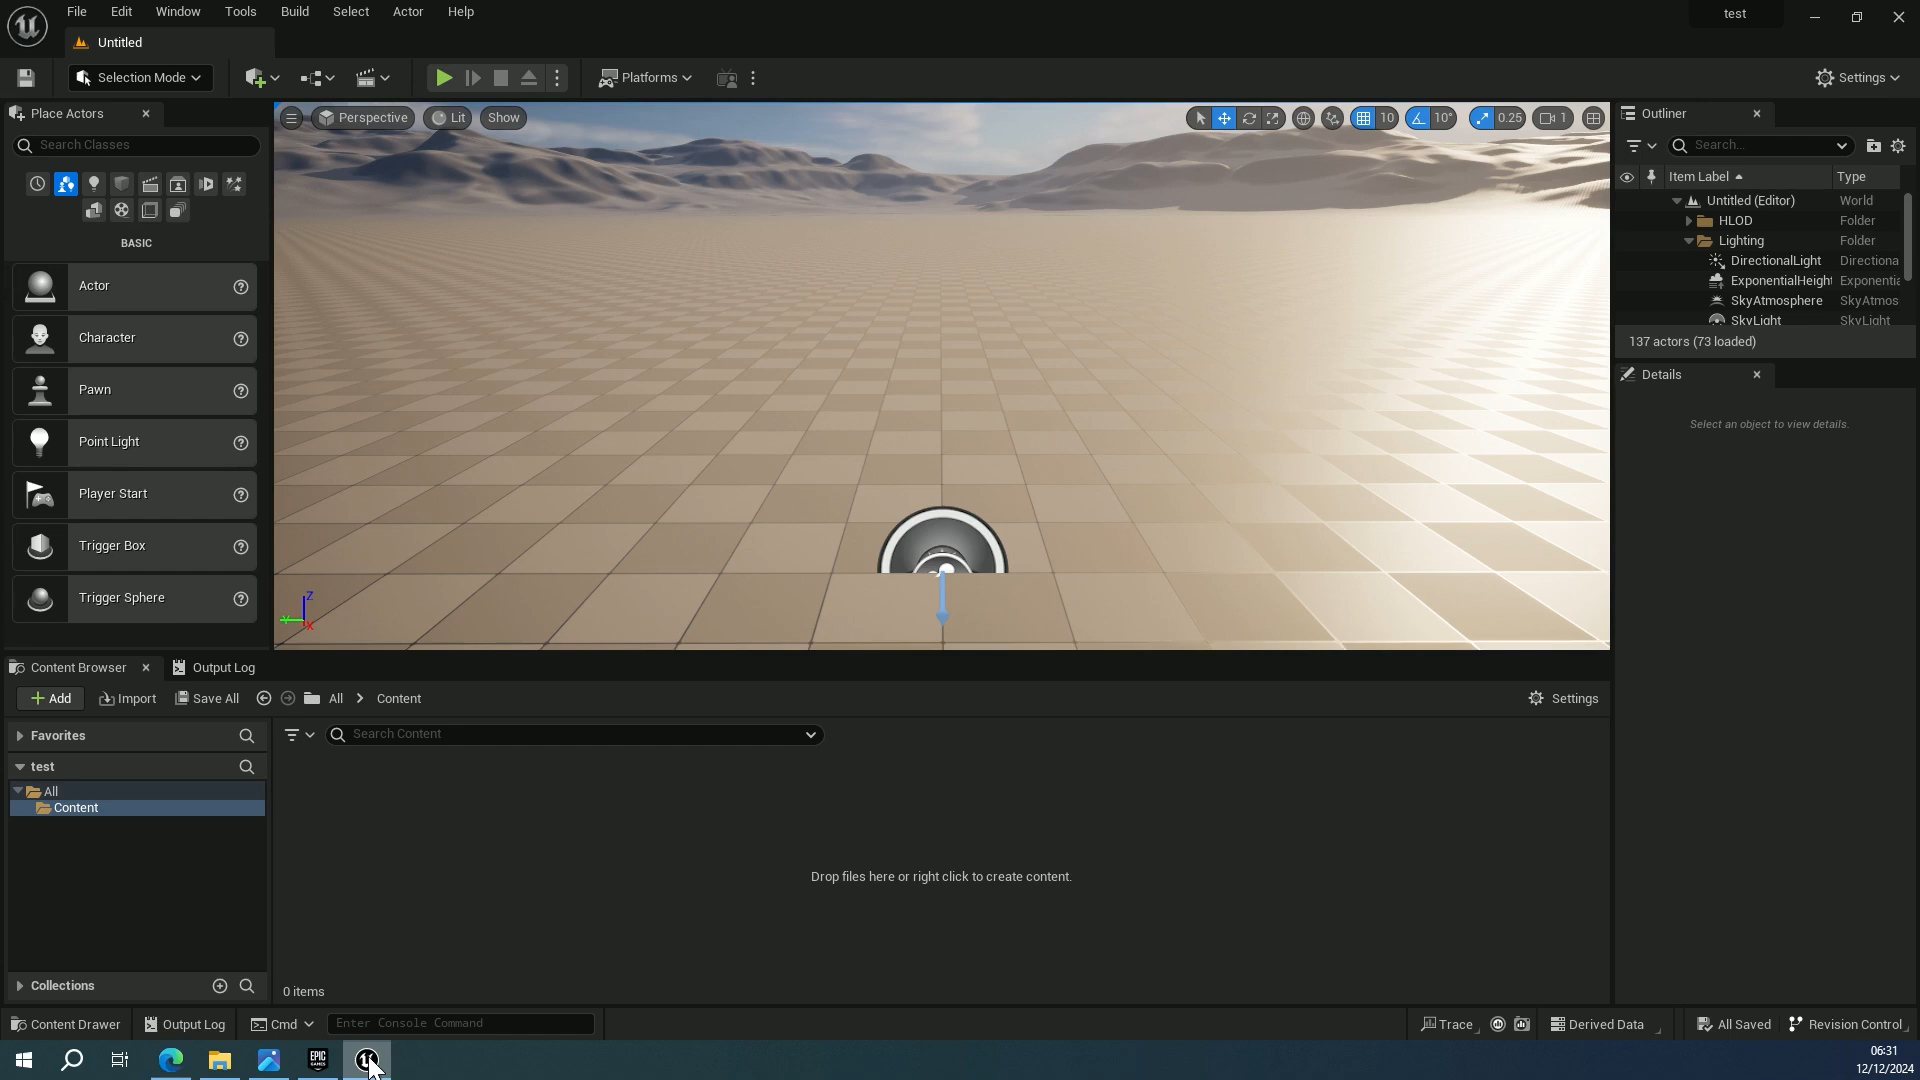 File Edit Window Tools Build Select Actor Help
test
Untitled
Selection Mode
Platforms
Settings
Place Actors
Search Classes
BASIC
Actor
Character
Pawn
Point Light
Player Start
Trigger Box
Trigger Sphere
Perspective Lit Show
10 10° 0.25 1
Z
Y
X
Outliner
Search...
Item Label Type
Untitled (Editor) World
HLOD Folder
Lighting Folder
DirectionalLight Directiona
ExponentialHeight Exponentia
SkyAtmosphere SkyAtmos
SkyLight SkyLight
137 actors (73 loaded)
Details
Select an object to view details.
Content Browser Output Log
Add Import Save All All Content Settings
Favorites
test
All
Content
Collections
Search Content
Drop files here or right click to create content.
0 items
Content Drawer Output Log Cmd Enter Console Command Trace Derived Data All Saved Revision Control
EPIC
GAMES
06:31
12/12/2024